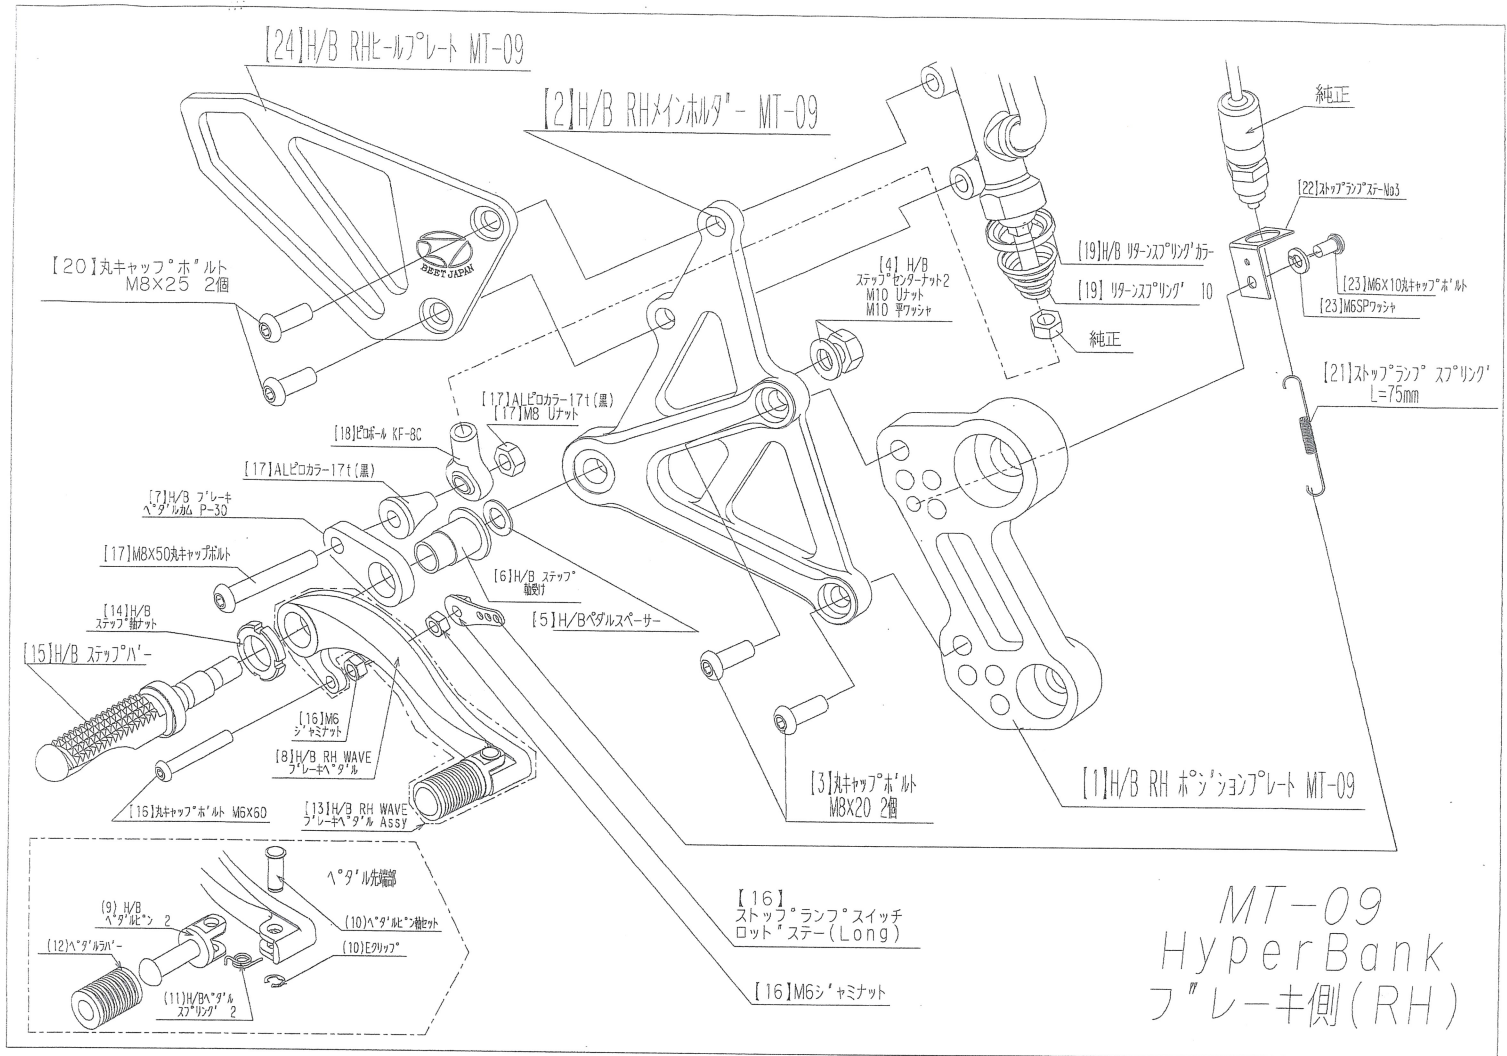 【24】H/B RHヒールプレート MT-09
【2】H/B RHメインホルダー MT-09
純正
【22】ストップランプステーNo3
【20】丸キャップボルト
M8×25 2個
BEET JAPAN
【4】 H/B
ステップセンターナット2
M10 Uナット
M10 平ワッシャ
【19】H/B リターンスプリングカラー
【19】 リターンスプリング 10
純正
【23】M6×10丸キャップボルト
【23】M6SPワッシャ
【21】ストップランプ スプリング
L=75mm
【17】ALピロカラー17t(黒)
【17】M8 Uナット
【18】ピロボール KF-8C
【17】ALピロカラー17t(黒)
【7】H/B ブレーキ
ペダルカム P-30
【17】M8X50丸キャップボルト
【6】H/B ステップ
軸受け
【5】H/Bペダルスペーサー
【14】H/B
ステップ軸ナット
【15】H/B ステップバー
【16】M6
ジャミナット
【8】H/B RH WAVE
ブレーキペダル
【16】丸キャップボルト M6X60
【13】H/B RH WAVE
ブレーキペダル Assy
【3】丸キャップボルト
M8×20 2個
【1】H/B RH ポジションプレート MT-09
ペダル先端部
(9) H/B
ペダルピン 2
(12)ペダルラバー
(10)ペダルピン軸セット
(10)Eクリップ
(11)H/Bペダル
スプリング 2
【16】
ストップランプスイッチ
ロッドステー(Long)
【16】M6ジャミナット
MT-09
HyperBank
ブレーキ側(RH)